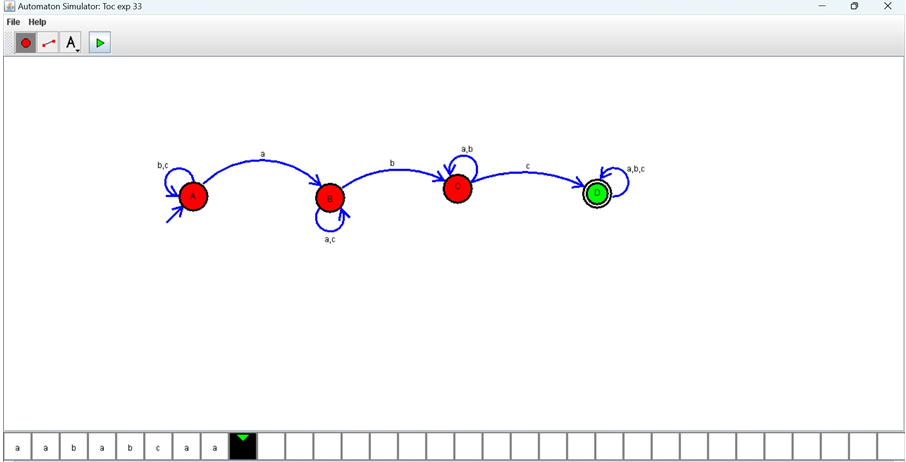 Automaton Simulator: Toc exp 33
File Help
A
a,b
b,c a b c a,b,c
A B C D
a,c
a a b a b c a a